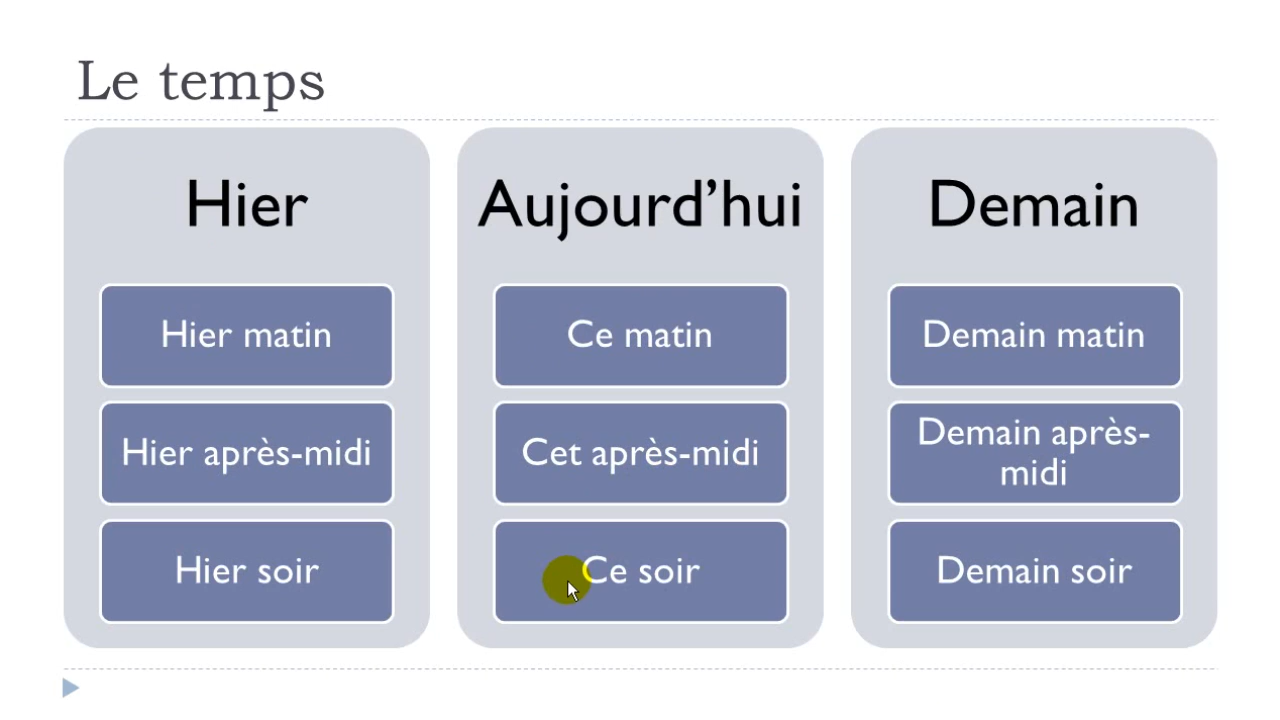 Le temps
Hier
Hier matin
Hier après-midi
Hier soir
Aujourd’hui
Ce matin
Cet après-midi
Ce soir
Demain
Demain matin
Demain après-
midi
Demain soir